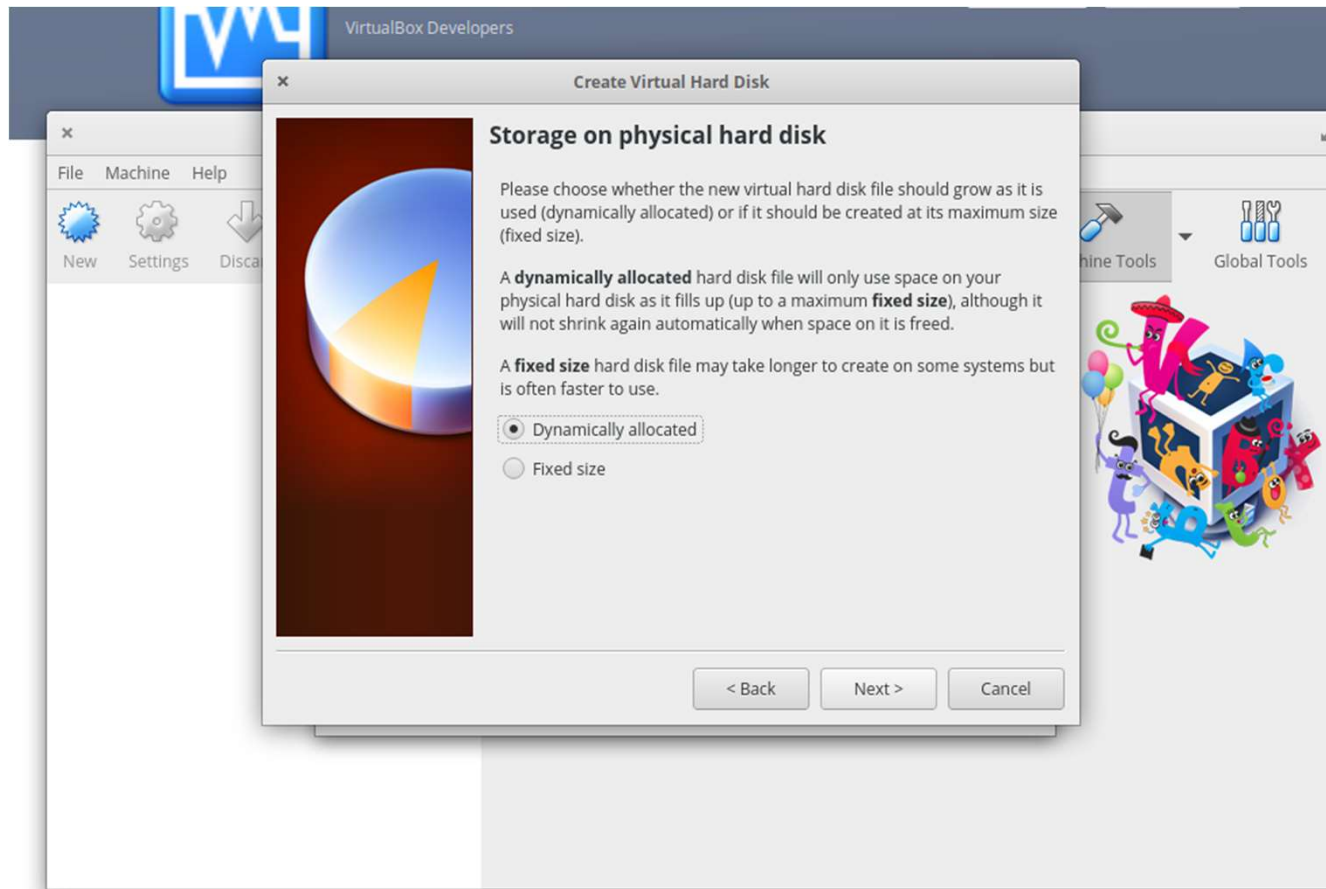 VirtualBox Developers
Create Virtual Hard Disk
Storage on physical hard disk
Please choose whether the new virtual hard disk file should grow as it is
used (dynamically allocated) or if it should be created at its maximum size
(fixed size).
A dynamically allocated hard disk file will only use space on your
physical hard disk as it fills up (up to a maximum fixed size), although it
will not shrink again automatically when space on it is freed.
A fixed size hard disk file may take longer to create on some systems but
is often faster to use.
Dynamically allocated
Fixed size
< Back Next > Cancel
File Machine Help
New Settings Disca
hine Tools Global Tools